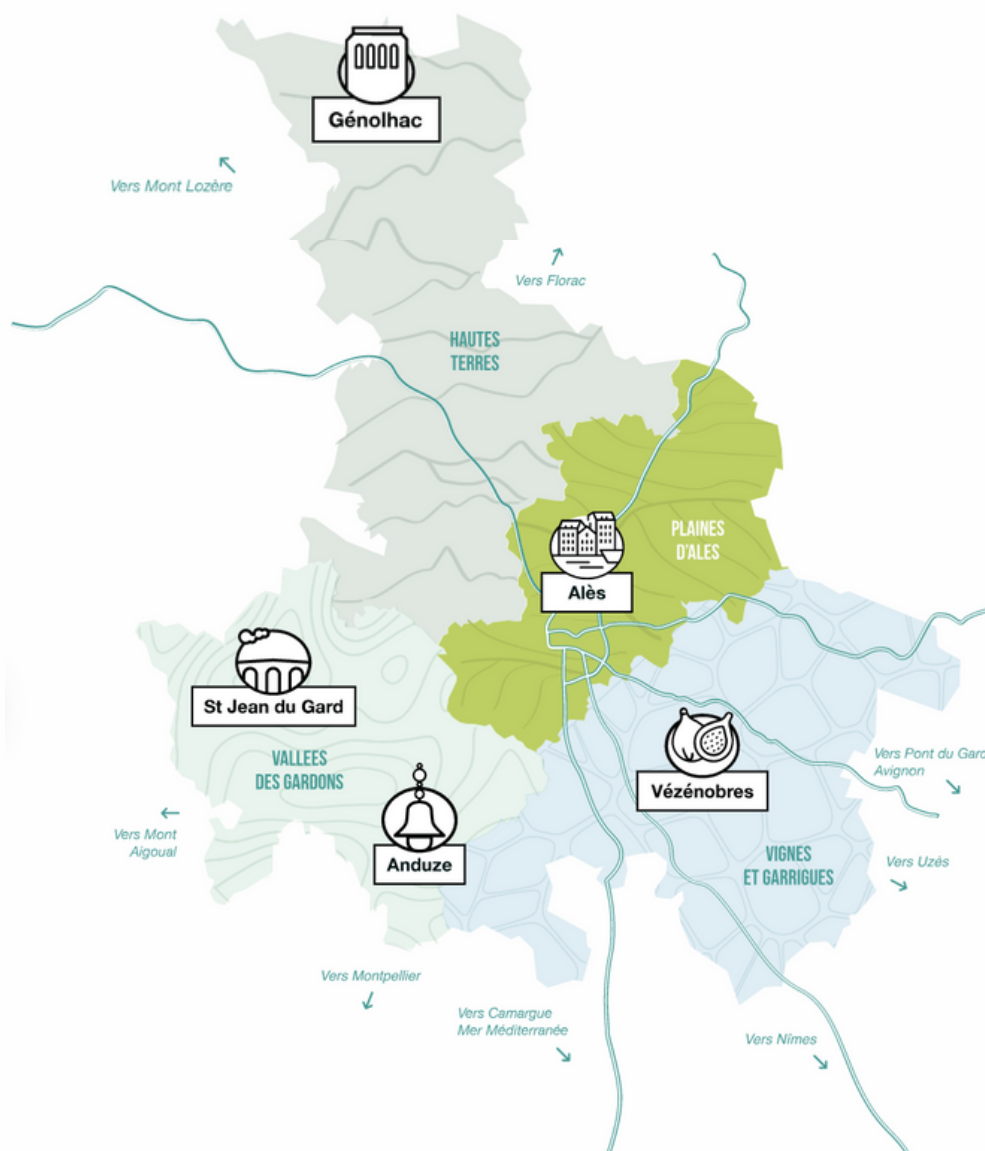 Génolhac
Vers Mont Lozère
Vers Florac
HAUTES
TERRES
PLAINES
D'ALES
Alès
St Jean du Gard
VALLEES
DES GARDONS
Vézénobres
Vers Pont du Gard
Avignon
Vers Mont
Aigoual
Anduze
VIGNES
ET GARRIGUES
Vers Uzès
Vers Montpellier
Vers Camargue
Mer Méditerranée
Vers Nîmes